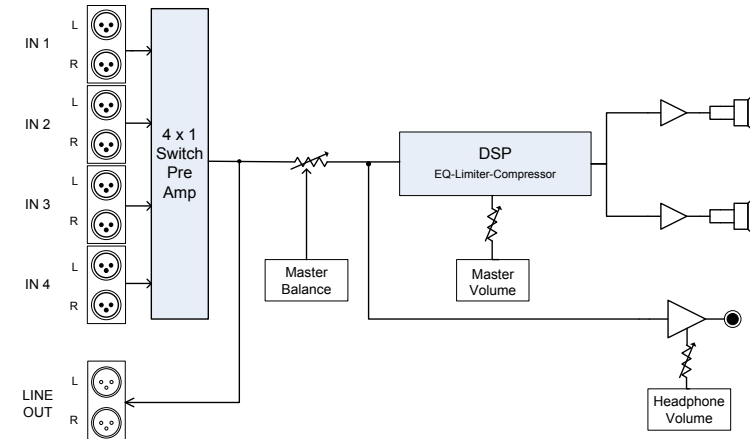 L
IN 1
R
L
IN 2
R
L
IN 3
R
L
IN 4
R
4 x 1
Switch
Pre
Amp
Master
Balance
DSP
EQ-Limiter-Compressor
Master
Volume
Headphone
Volume
L
LINE
OUT
R